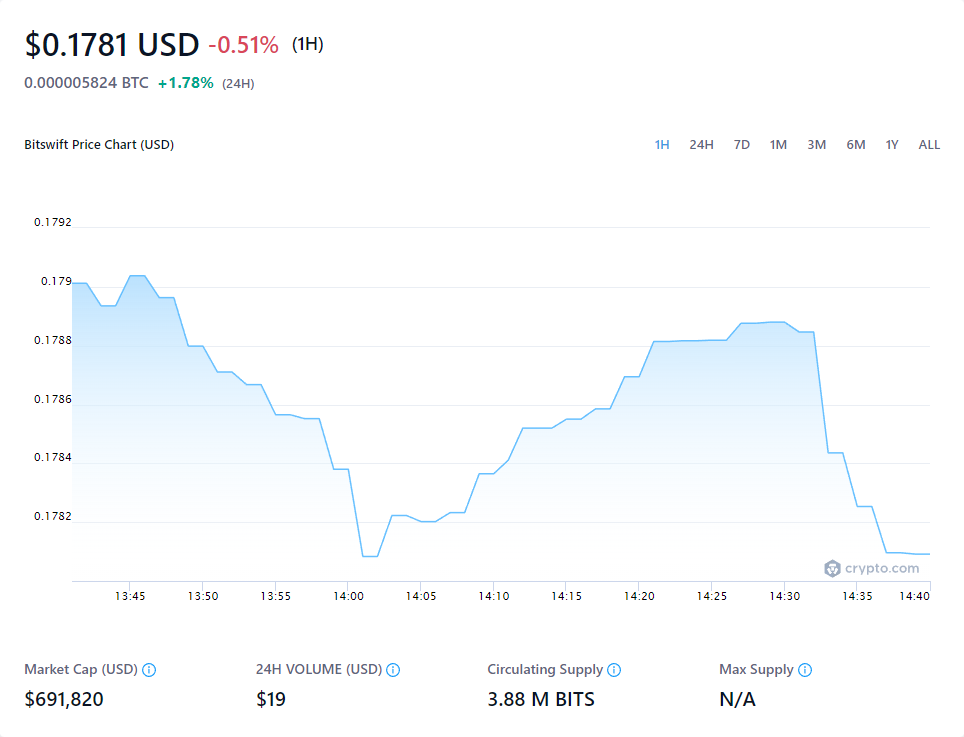 $0.1781 USD -0.51% (1H)
0.000005824 BTC +1.78% (24H)
Bitswift Price Chart (USD) 1H 24H 7D 1M 3M 6M 1Y ALL
0.1792
0.179
0.1788
0.1786
0.1784
0.1782
crypto.com
13:45 13:50 13:55 14:00 14:05 14:10 14:15 14:20 14:25 14:30 14:35 14:40
Market Cap (USD) 24H VOLUME (USD) Circulating Supply Max Supply
$691,820 $19 3.88 M BITS N/A